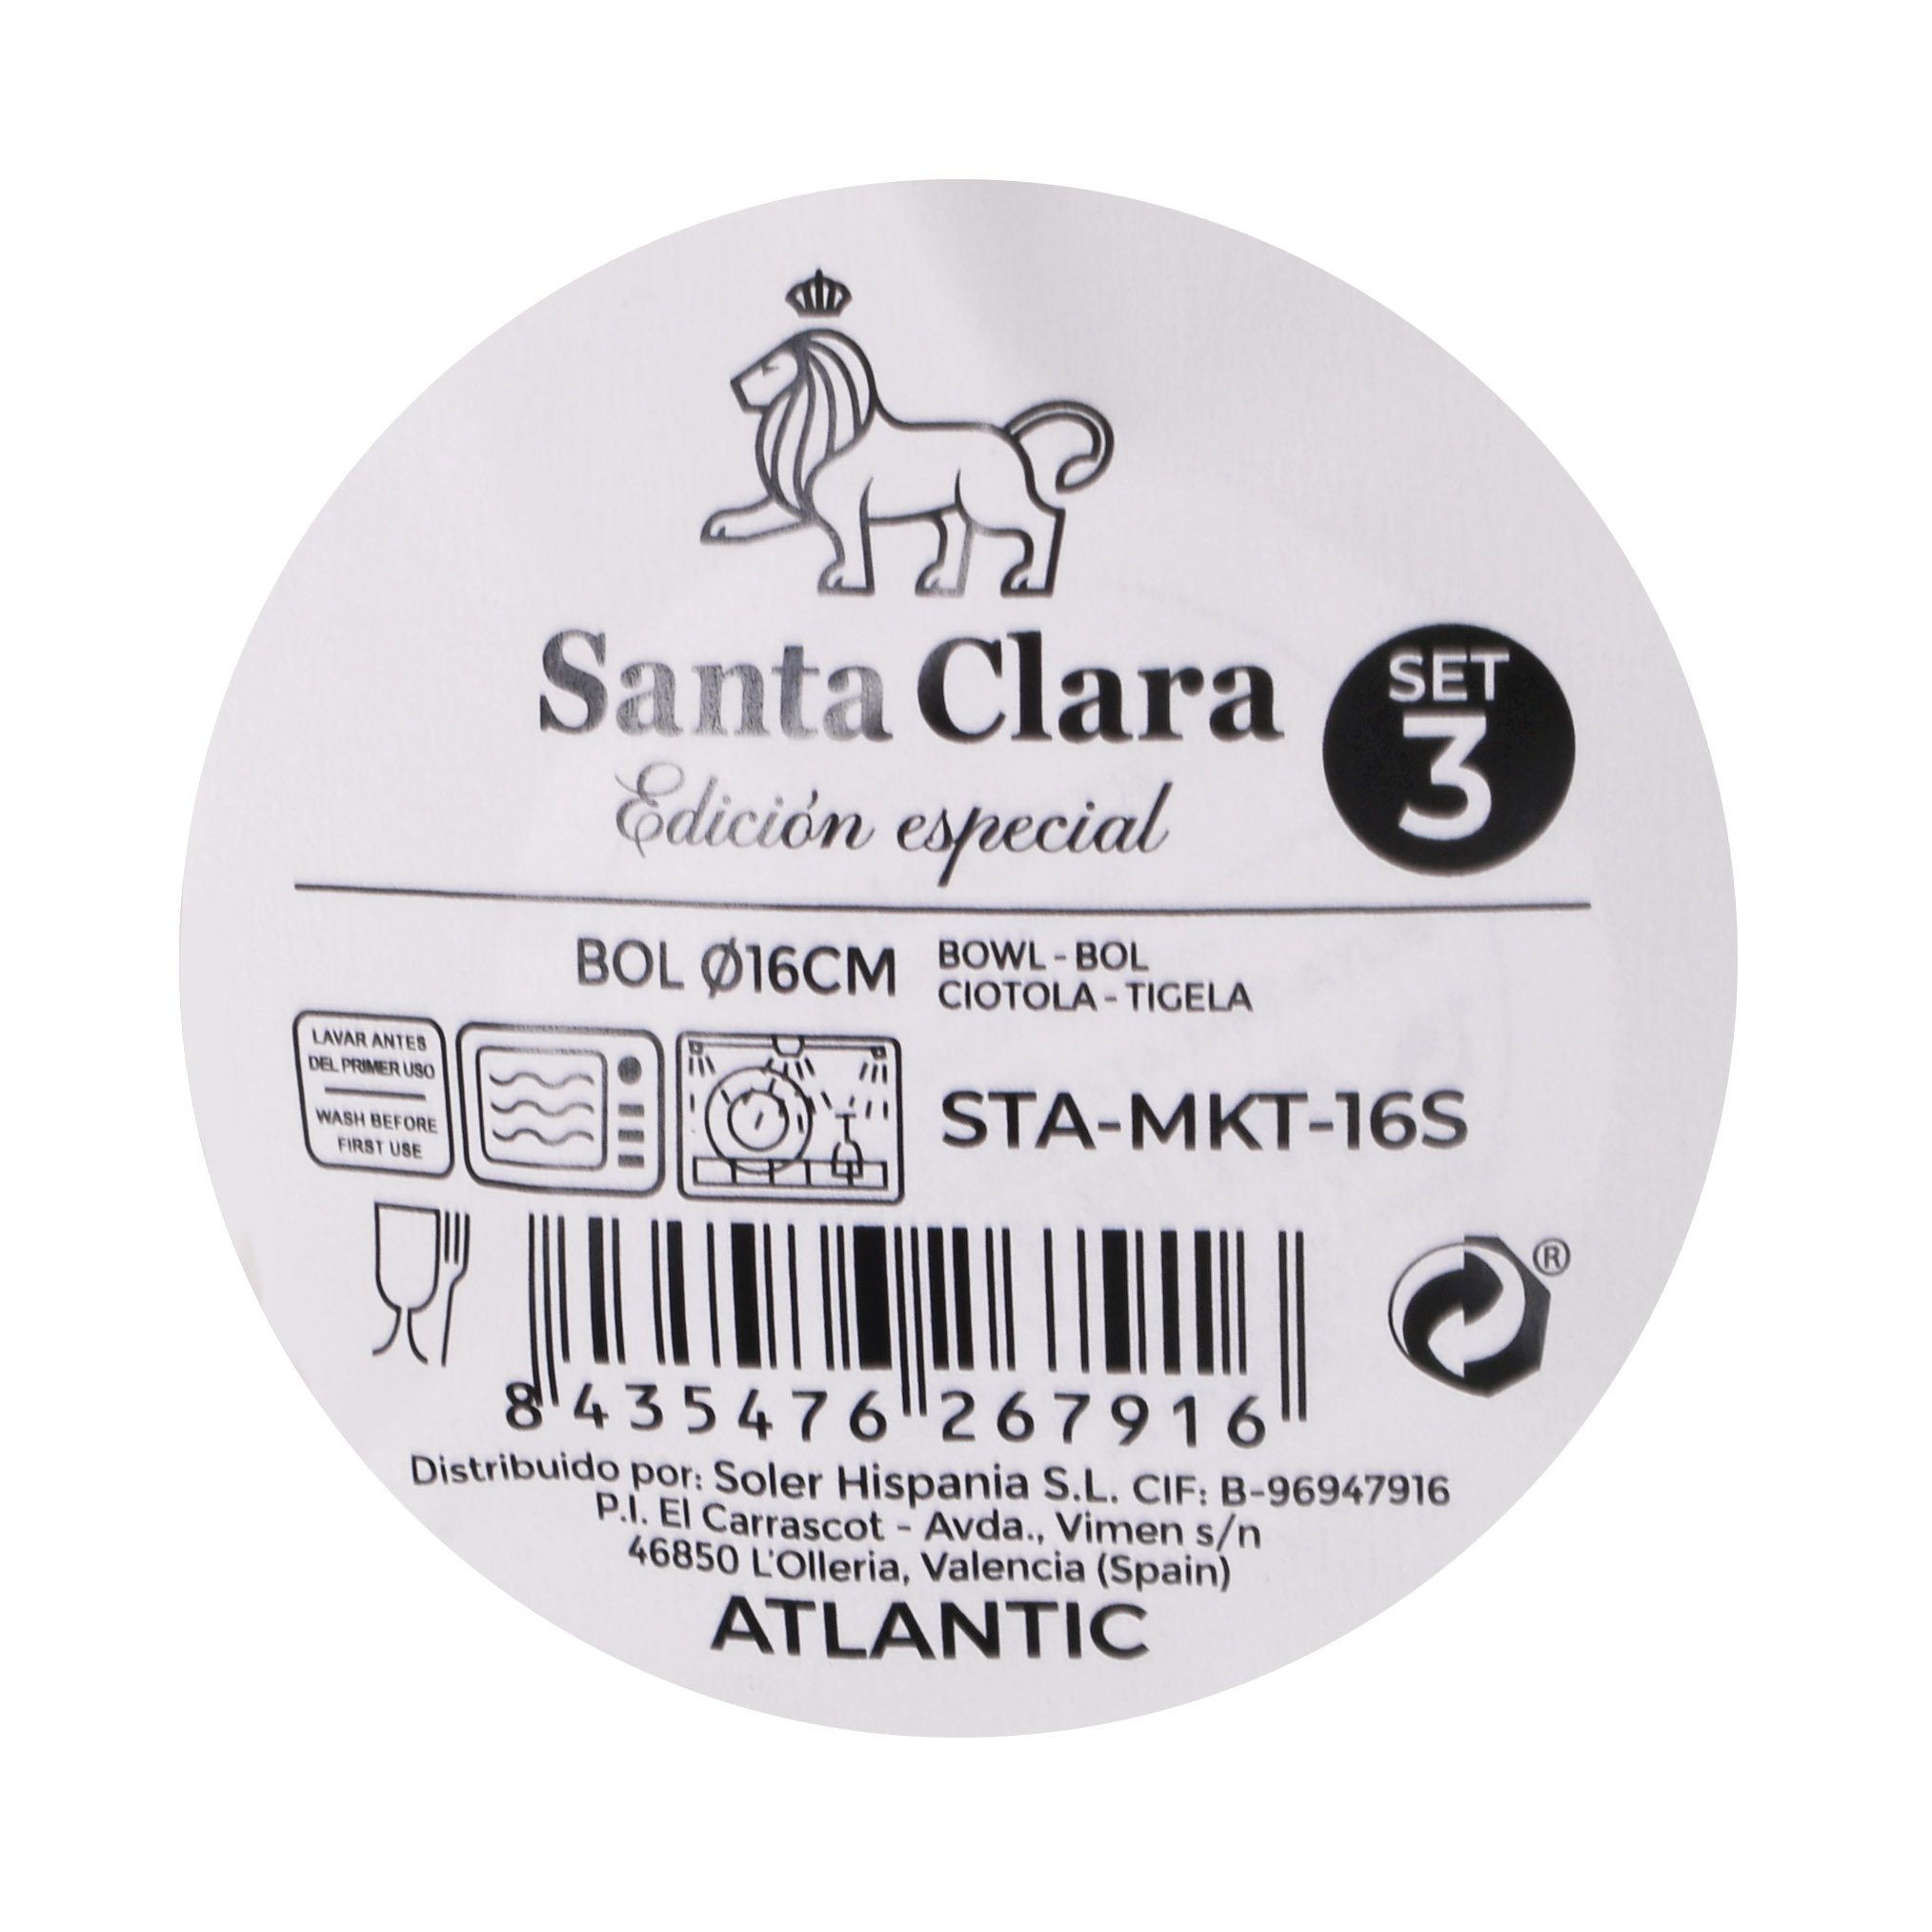 Santa Clara
Edición especial
SET
3
BOL Ø16CM
BOWL - BOL
CIOTOLA - TIGELA
LAVAR ANTES
DEL PRIMER USO
WASH BEFORE
FIRST USE
STA-MKT-16S
®
8 435476 267916
Distribuido por: Soler Hispania S.L. CIF: B-96947916
P.I. El Carrascot - Avda., Vimen s/n
46850 L'Olleria, Valencia (Spain)
ATLANTIC